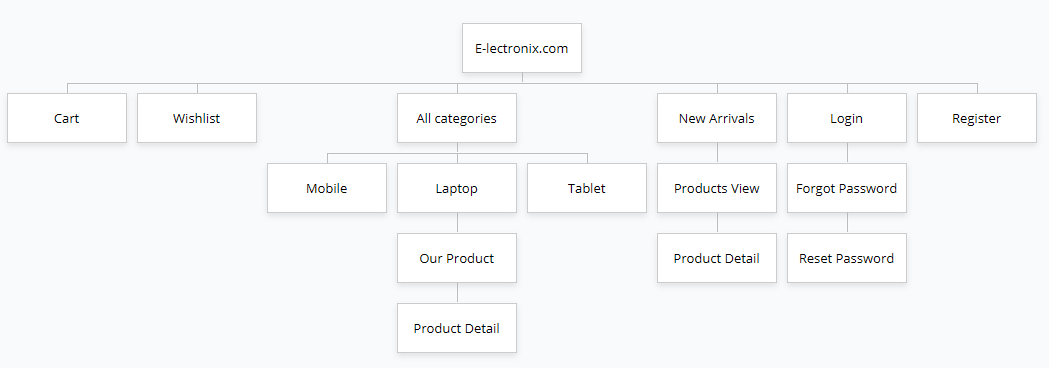 E-lectronix.com
Cart
Wishlist
All categories
New Arrivals
Login
Register
Mobile
Laptop
Tablet
Products View
Forgot Password
Our Product
Product Detail
Reset Password
Product Detail